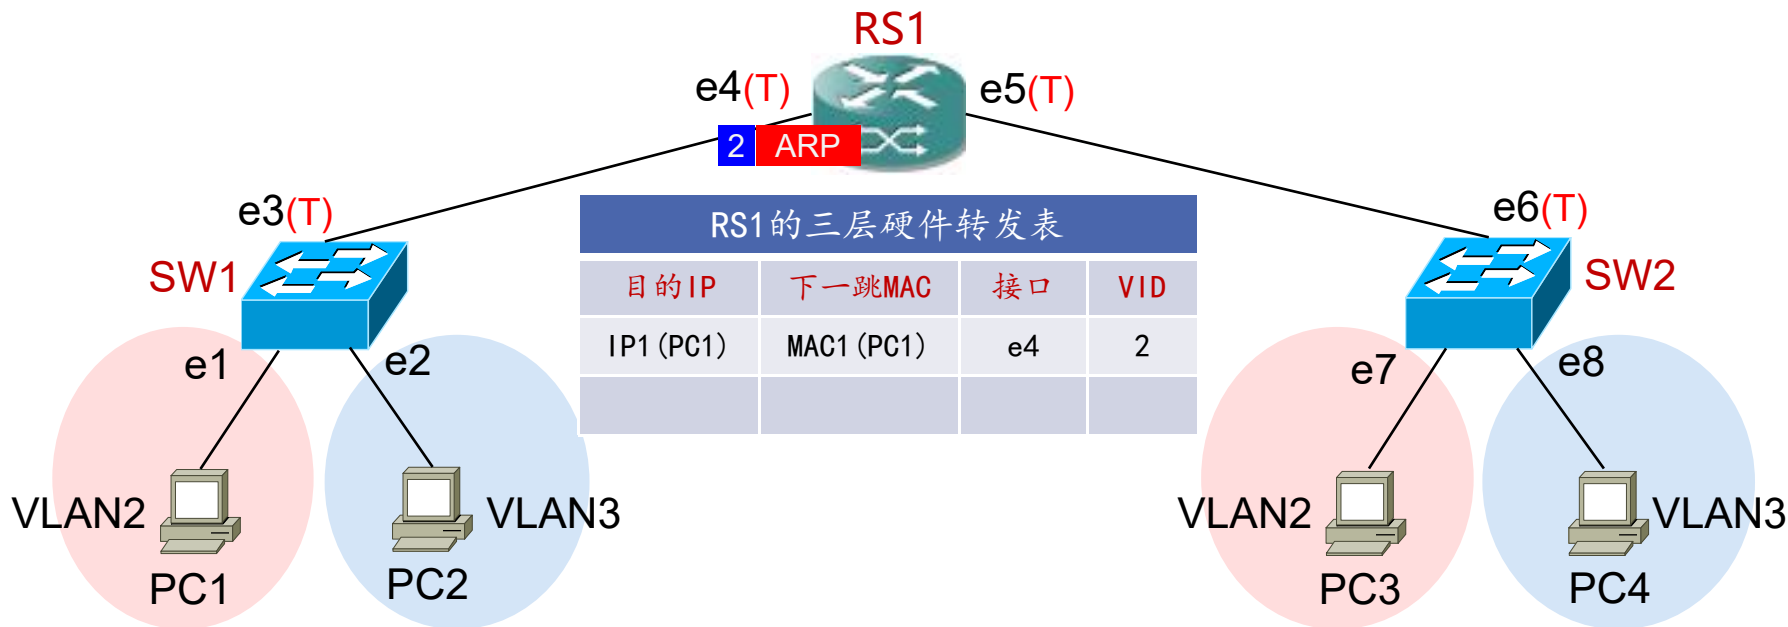 RS1
e4(T)
e5(T)
2 ARP
e3(T)
e6(T)
SW1
SW2
RS1的三层硬件转发表
目的IP 下一跳MAC 接口 VID
IP1(PC1) MAC1(PC1) e4 2
e1
e2
e7
e8
VLAN2
VLAN3
VLAN2
VLAN3
PC1
PC2
PC3
PC4